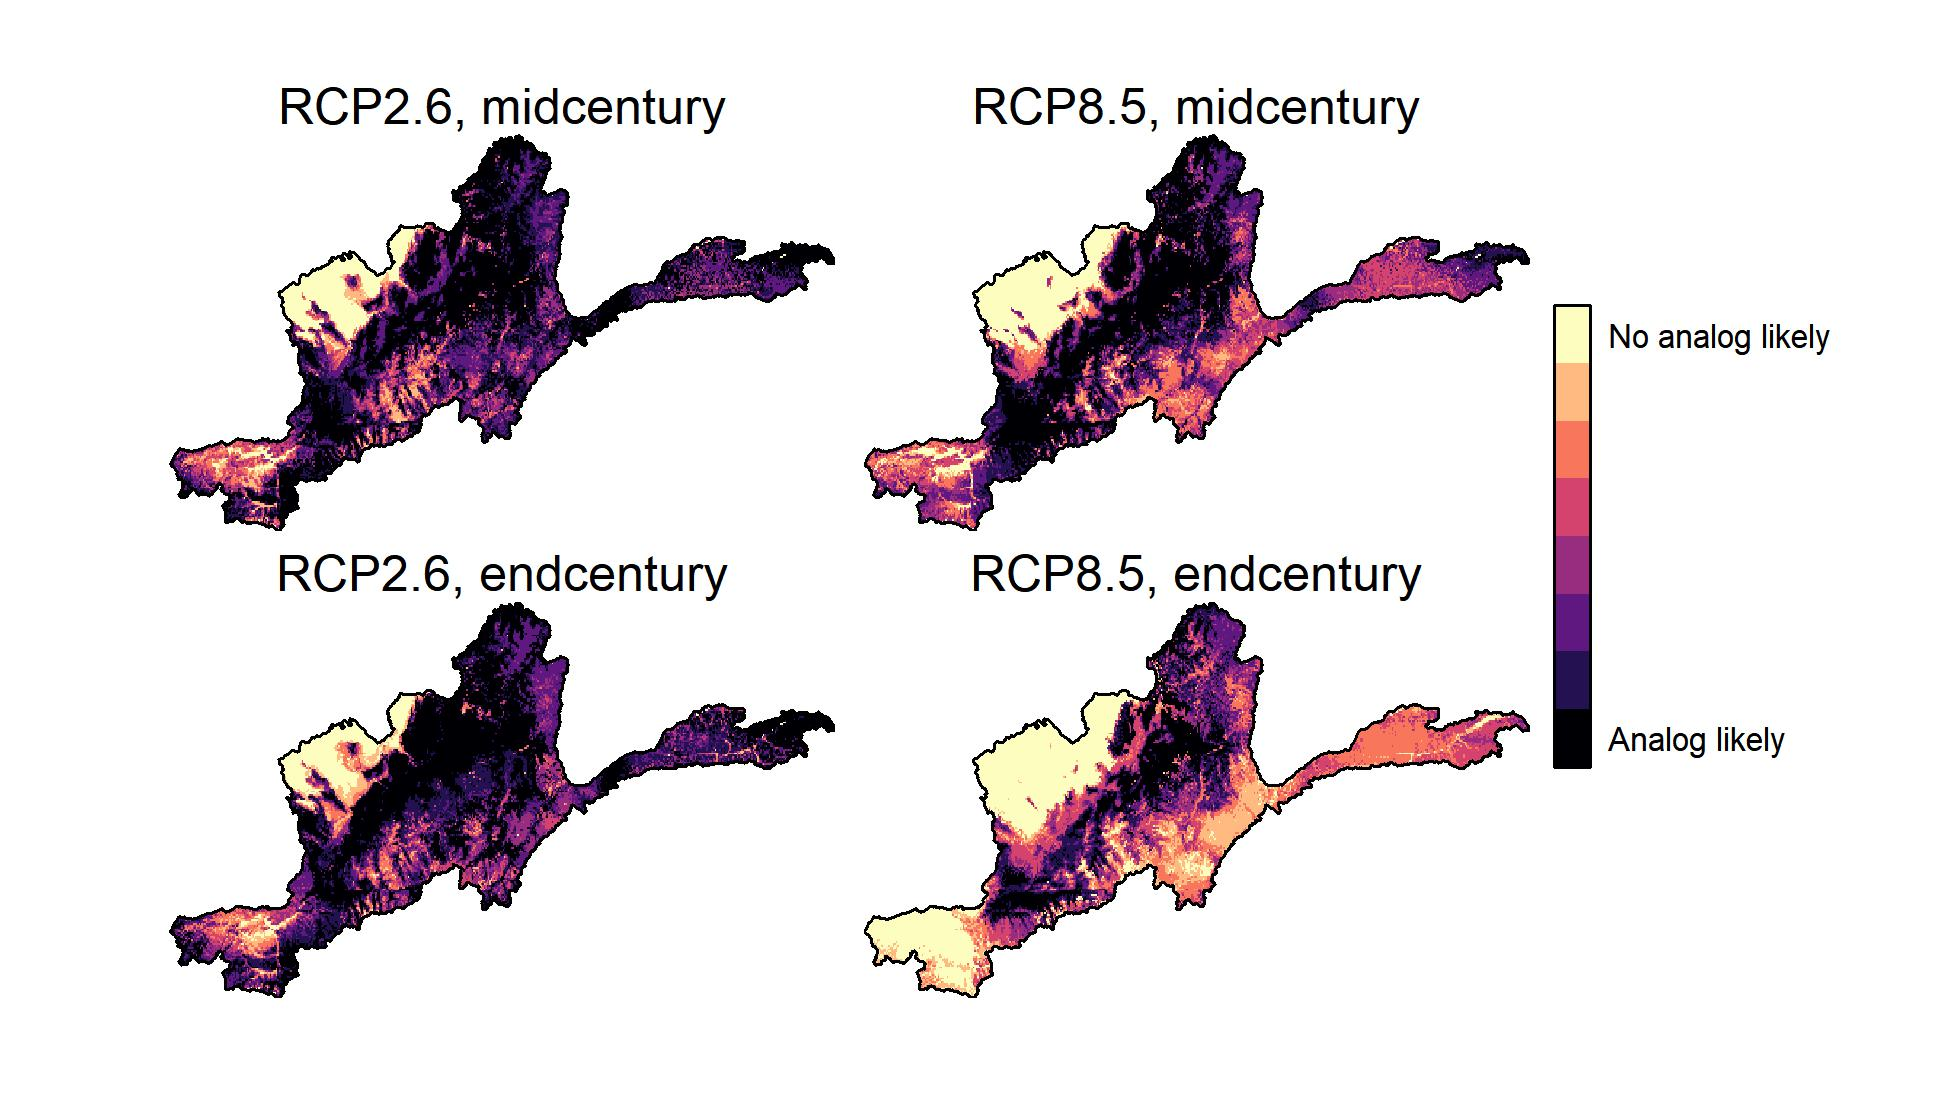 RCP2.6, midcentury
RCP8.5, midcentury
No analog likely
RCP2.6, endcentury
RCP8.5, endcentury
Analog likely